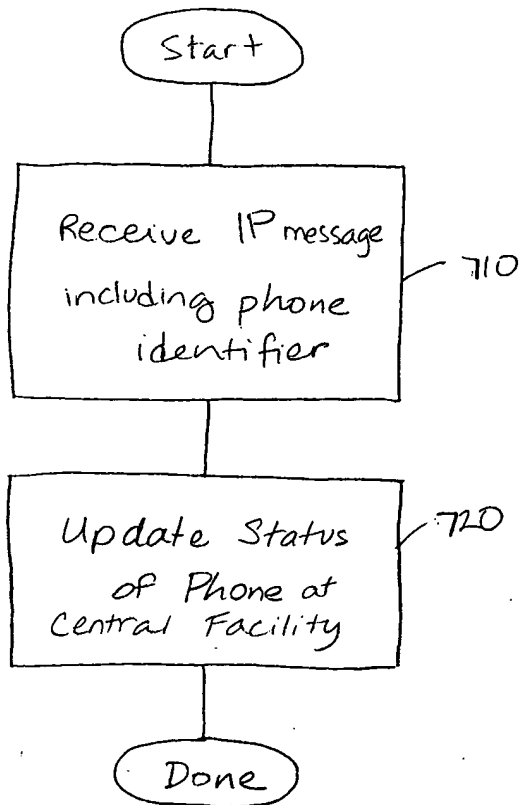 Start
Receive IP message
including phone
identifier
710
Update Status
of Phone at
Central Facility
720
Done